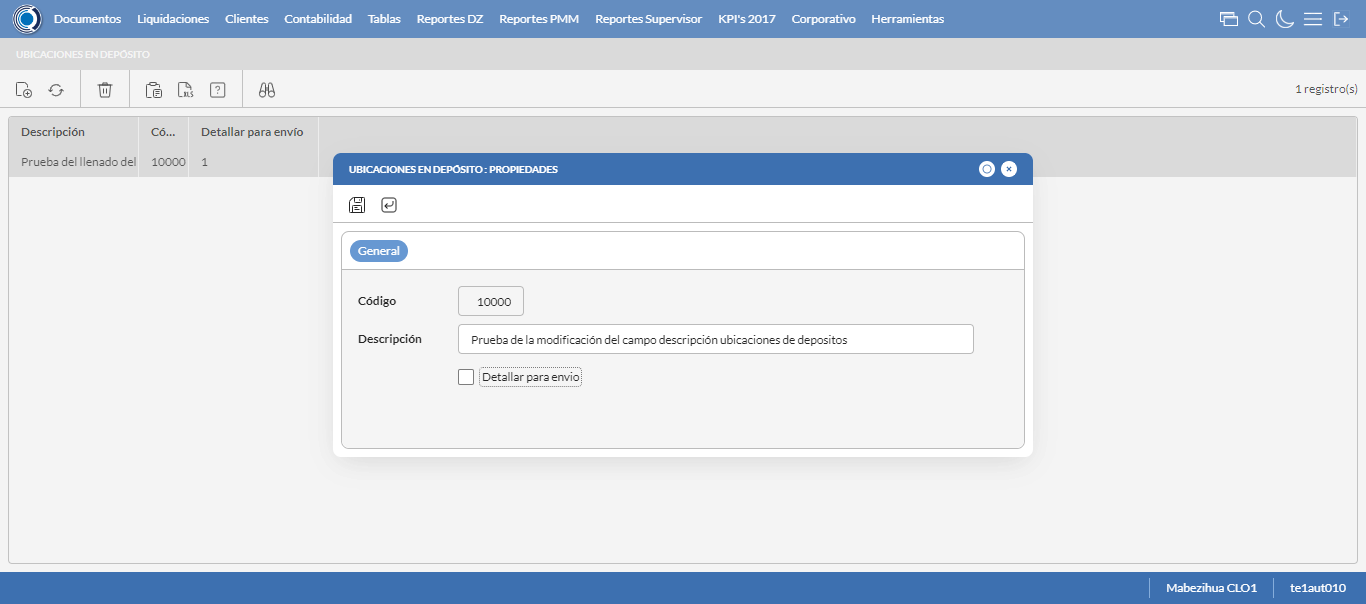 Documentos Liquidaciones Clientes Contabilidad Tablas Reportes DZ Reportes PMM Reportes Supervisor KPI's 2017 Corporativo Herramientas
UBICACIONES EN DEPÓSITO
XLS ?
1 registro(s)
Descripción Có... Detallar para envío
Prueba del llenado del 10000 1
UBICACIONES EN DEPÓSITO : PROPIEDADES
General
Código 10000
Descripción Prueba de la modificación del campo descripción ubicaciones de depositos
Detallar para envio
Mabezihua CLO1 te1aut010